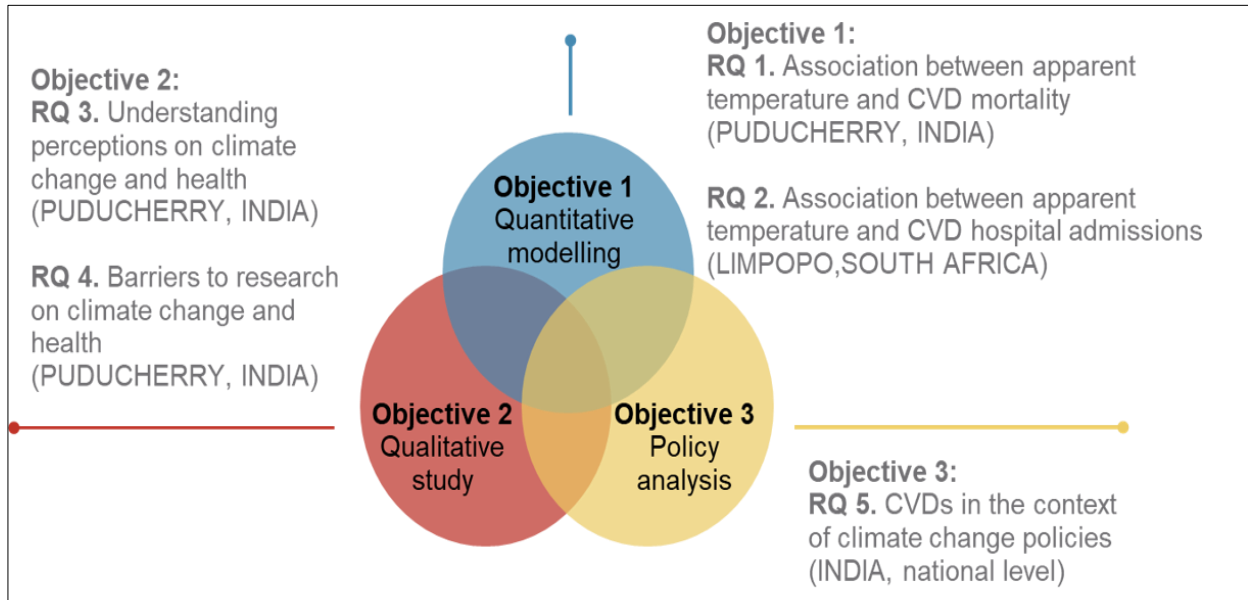 Objective 2:
RQ 3. Understanding
perceptions on climate
change and health
(PUDUCHERRY, INDIA)
RQ 4. Barriers to research
on climate change and
health
(PUDUCHERRY, INDIA)
Objective 1
Quantitative
modelling
Objective 2
Qualitative
study
Objective 3
Policy
analysis
Objective 1:
RQ 1. Association between apparent
temperature and CVD mortality
(PUDUCHERRY, INDIA)
RQ 2. Association between apparent
temperature and CVD hospital admissions
(LIMPOPO,SOUTH AFRICA)
Objective 3:
RQ 5. CVDs in the context
of climate change policies
(INDIA, national level)